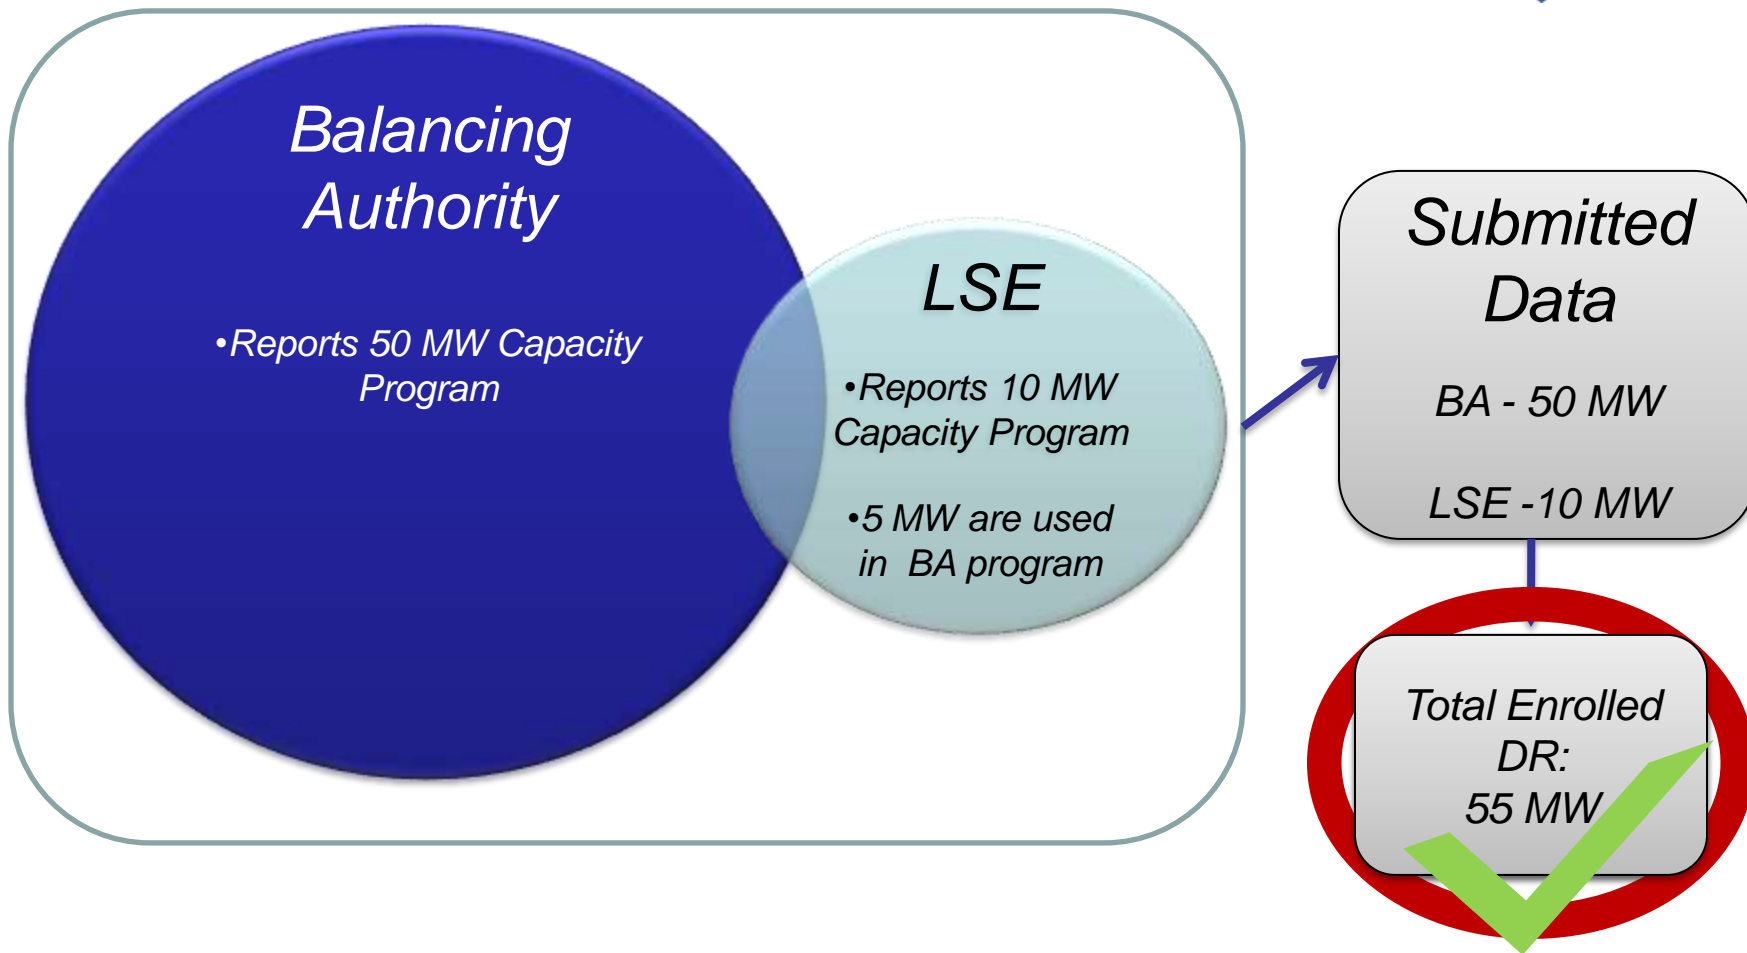 Balancing
Authority
•Reports 50 MW Capacity
Program
LSE
•Reports 10 MW
Capacity Program
•5 MW are used
in BA program
Submitted
Data
BA - 50 MW
LSE -10 MW
Total Enrolled
DR:
55 MW